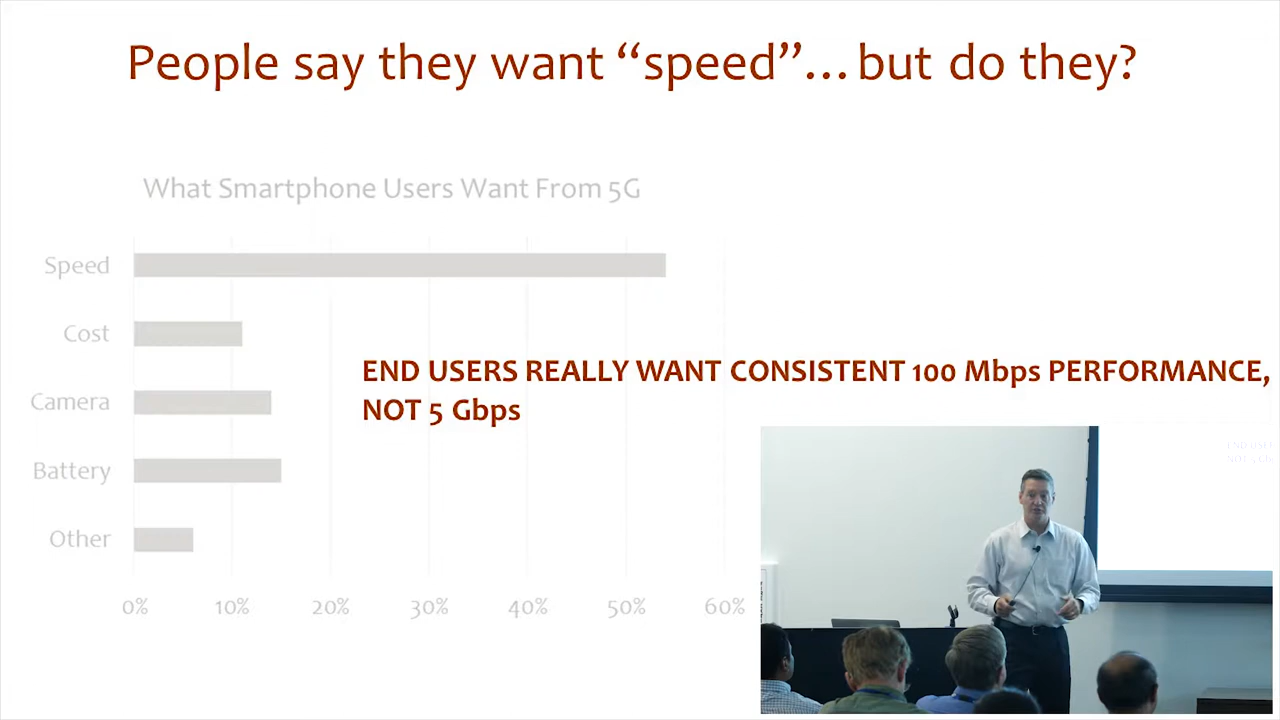 People say they want “speed”...but do they?
What Smartphone Users Want From 5G
Speed
Cost
Camera
Battery
Other
0% 10% 20% 30% 40% 50% 60%
END USERS REALLY WANT CONSISTENT 100 Mbps PERFORMANCE,
NOT 5 Gbps